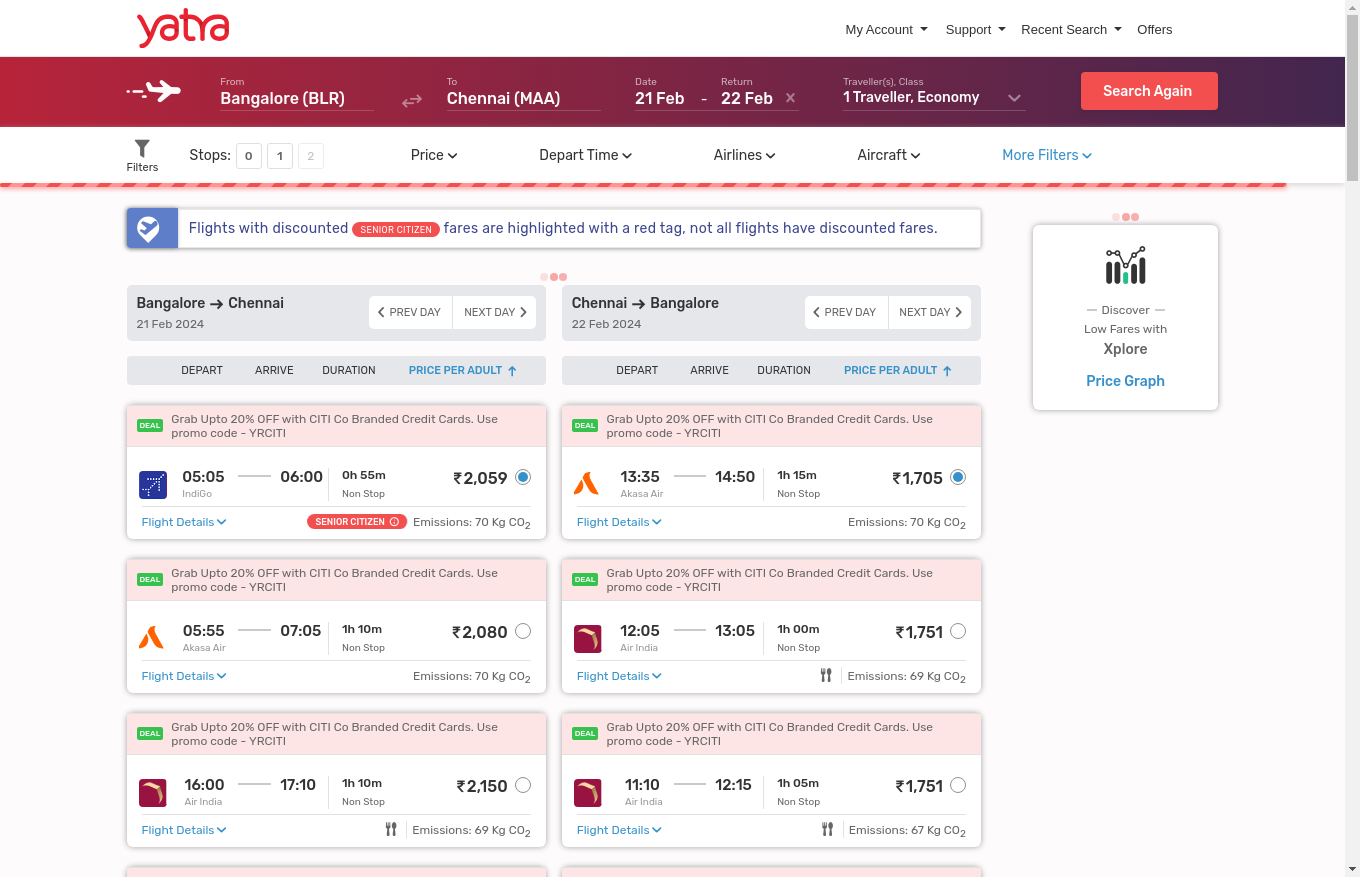 yatra
My Account Support Recent Search Offers
From To Date Return Traveller(s), Class
Bangalore (BLR) Chennai (MAA) 21 Feb - 22 Feb × 1 Traveller, Economy Search Again
Filters Stops: 0 1 2 Price Depart Time Airlines Aircraft More Filters
Flights with discounted SENIOR CITIZEN fares are highlighted with a red tag, not all flights have discounted fares.
Bangalore → Chennai
21 Feb 2024
PREV DAY NEXT DAY
DEPART ARRIVE DURATION PRICE PER ADULT ↑
DEAL Grab Upto 20% OFF with CITI Co Branded Credit Cards. Use
promo code - YRCITI
05:05 06:00 0h 55m ₹2,059
IndiGo Non Stop
Flight Details SENIOR CITIZEN Emissions: 70 Kg CO2
DEAL Grab Upto 20% OFF with CITI Co Branded Credit Cards. Use
promo code - YRCITI
05:55 07:05 1h 10m ₹2,080
Akasa Air Non Stop
Flight Details Emissions: 70 Kg CO2
DEAL Grab Upto 20% OFF with CITI Co Branded Credit Cards. Use
promo code - YRCITI
16:00 17:10 1h 10m ₹2,150
Air India Non Stop
Flight Details Emissions: 69 Kg CO2
Chennai → Bangalore
22 Feb 2024
PREV DAY NEXT DAY
DEPART ARRIVE DURATION PRICE PER ADULT ↑
DEAL Grab Upto 20% OFF with CITI Co Branded Credit Cards. Use
promo code - YRCITI
13:35 14:50 1h 15m ₹1,705
Akasa Air Non Stop
Flight Details Emissions: 70 Kg CO2
DEAL Grab Upto 20% OFF with CITI Co Branded Credit Cards. Use
promo code - YRCITI
12:05 13:05 1h 00m ₹1,751
Air India Non Stop
Flight Details Emissions: 69 Kg CO2
DEAL Grab Upto 20% OFF with CITI Co Branded Credit Cards. Use
promo code - YRCITI
11:10 12:15 1h 05m ₹1,751
Air India Non Stop
Flight Details Emissions: 67 Kg CO2
— Discover —
Low Fares with
Xplore
Price Graph